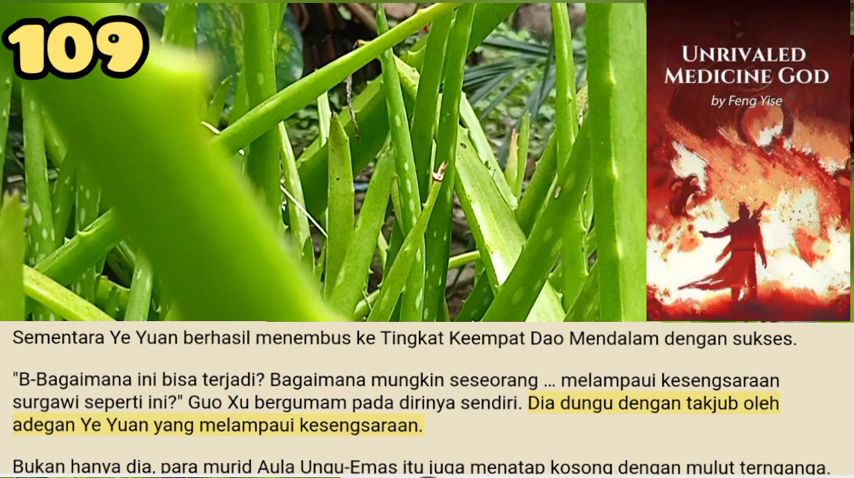 109
UNRIVALED
MEDICINE GOD
by Feng Yise
Sementara Ye Yuan berhasil menembus ke Tingkat Keempat Dao Mendalam dengan sukses.
"B-Bagaimana ini bisa terjadi? Bagaimana mungkin seseorang ... melampaui kesengsaraan
surgawi seperti ini?" Guo Xu bergumam pada dirinya sendiri. Dia dungu dengan takjub oleh
adegan Ye Yuan yang melampaui kesengsaraan.
Bukan hanya dia, para murid Aula Ungu-Emas itu juga menatap kosong dengan mulut ternganga.